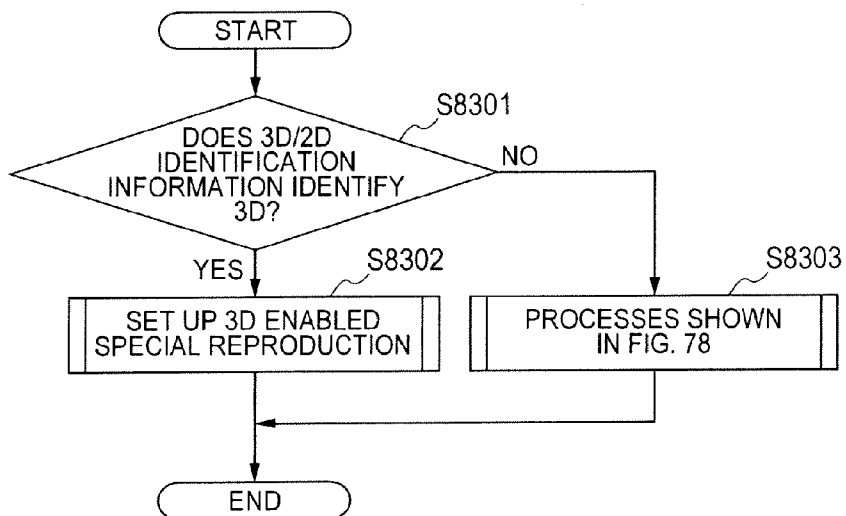 START
S8301
DOES 3D/2D
IDENTIFICATION
INFORMATION IDENTIFY
3D?
NO
YES
S8302
SET UP 3D ENABLED
SPECIAL REPRODUCTION
S8303
PROCESSES SHOWN
IN FIG. 78
END